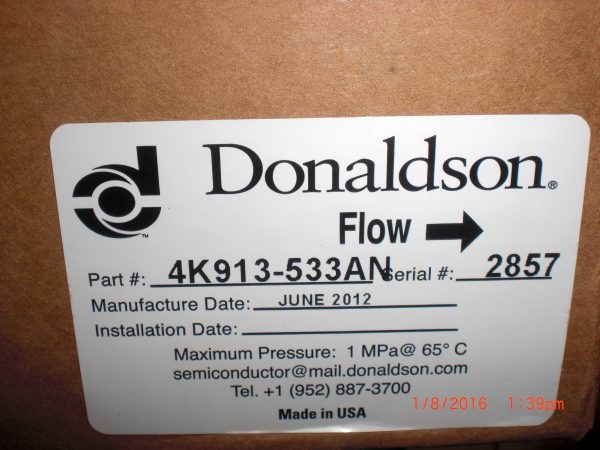 Donaldson®
Flow
Part #: 4K913-533AN Serial #: 2857
Manufacture Date: JUNE 2012
Installation Date:
Maximum Pressure: 1 MPa@ 65° C
semiconductor@mail.donaldson.com
Tel. +1 (952) 887-3700
Made in USA
1/8/2016 1:39pm
TM